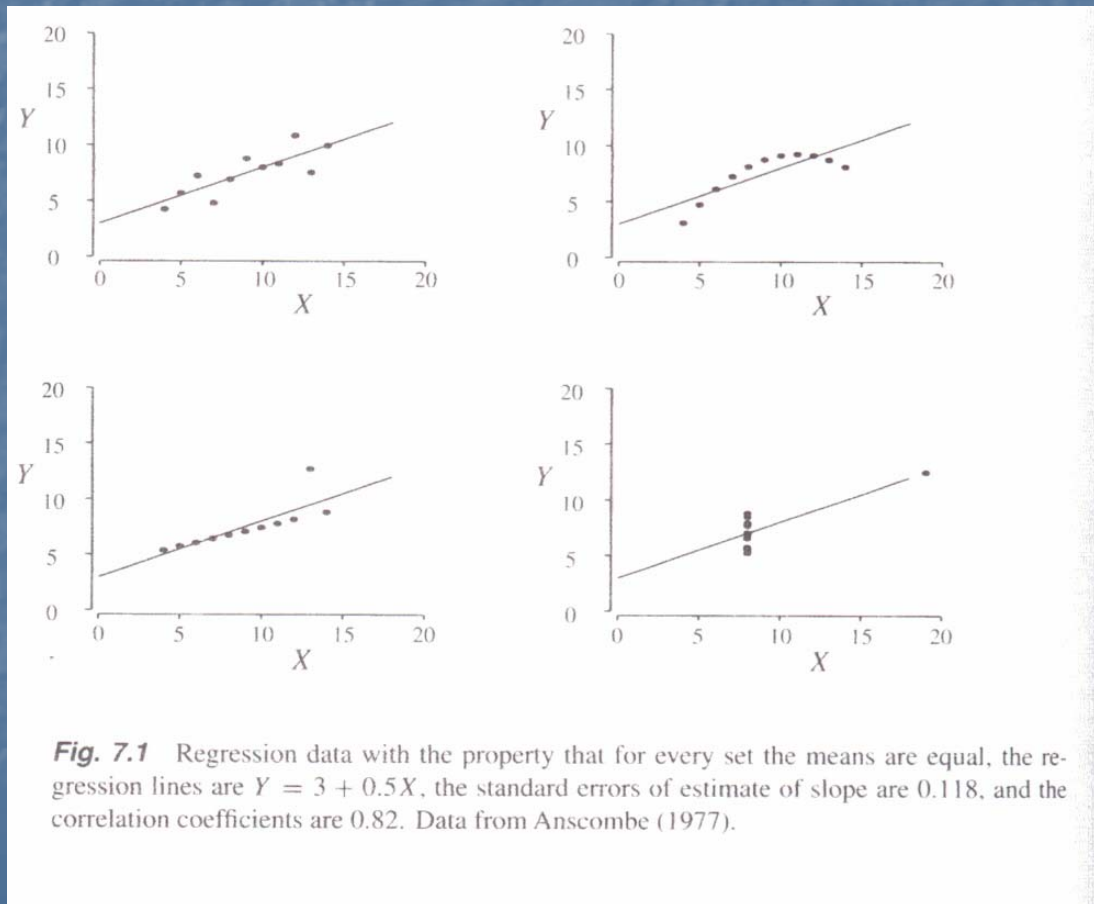 20
15
Y
10
5
0
0 5 10 15 20
X
20
15
Y
10
5
0
0 5 10 15 20
X
20
15
Y
10
5
0
0 5 10 15 20
X
20
15
Y
10
5
0
0 5 10 15 20
X
Fig. 7.1 Regression data with the property that for every set the means are equal, the re-
gression lines are Y = 3 + 0.5X, the standard errors of estimate of slope are 0.118, and the
correlation coefficients are 0.82. Data from Anscombe (1977).